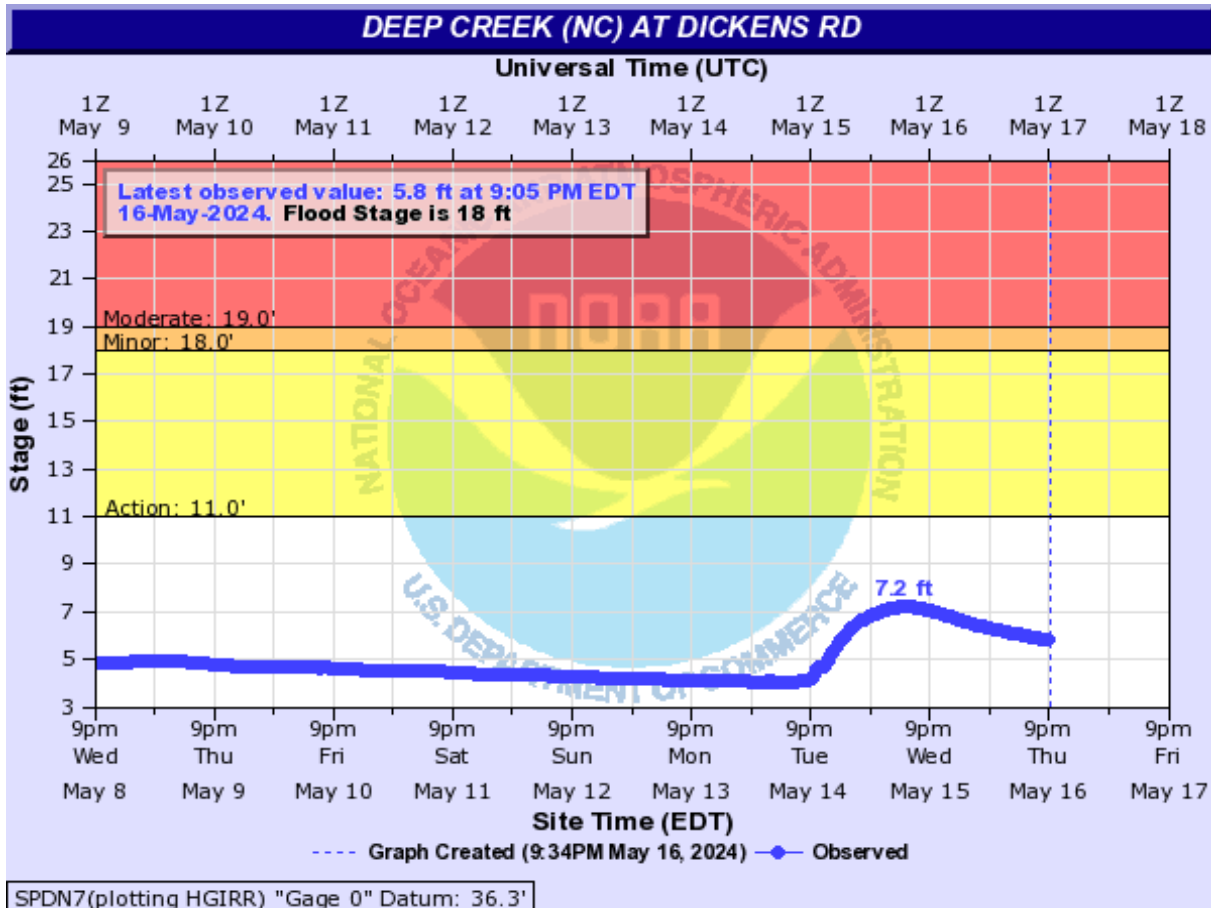 DEEP CREEK (NC) AT DICKENS RD
Universal Time (UTC)
1Z 1Z 1Z 1Z 1Z 1Z 1Z 1Z 1Z 1Z
May 9 May 10 May 11 May 12 May 13 May 14 May 15 May 16 May 17 May 18
26
25
23
21
19
17
15
13
11
9
7
5
3
Stage (ft)
Latest observed value: 5.8 ft at 9:05 PM EDT
16-May-2024. Flood Stage is 18 ft
NATIONAL OCEANIC AND ATMOSPHERIC ADMINISTRATION
NOAA
U.S. DEPARTMENT OF COMMERCE
Moderate: 19.0'
Minor: 18.0'
Action: 11.0'
7.2 ft
9pm 9pm 9pm 9pm 9pm 9pm 9pm 9pm 9pm 9pm
Wed Thu Fri Sat Sun Mon Tue Wed Thu Fri
May 8 May 9 May 10 May 11 May 12 May 13 May 14 May 15 May 16 May 17
Site Time (EDT)
Graph Created (9:34PM May 16, 2024) Observed
SPDN7(plotting HGIRR) "Gage 0" Datum: 36.3'